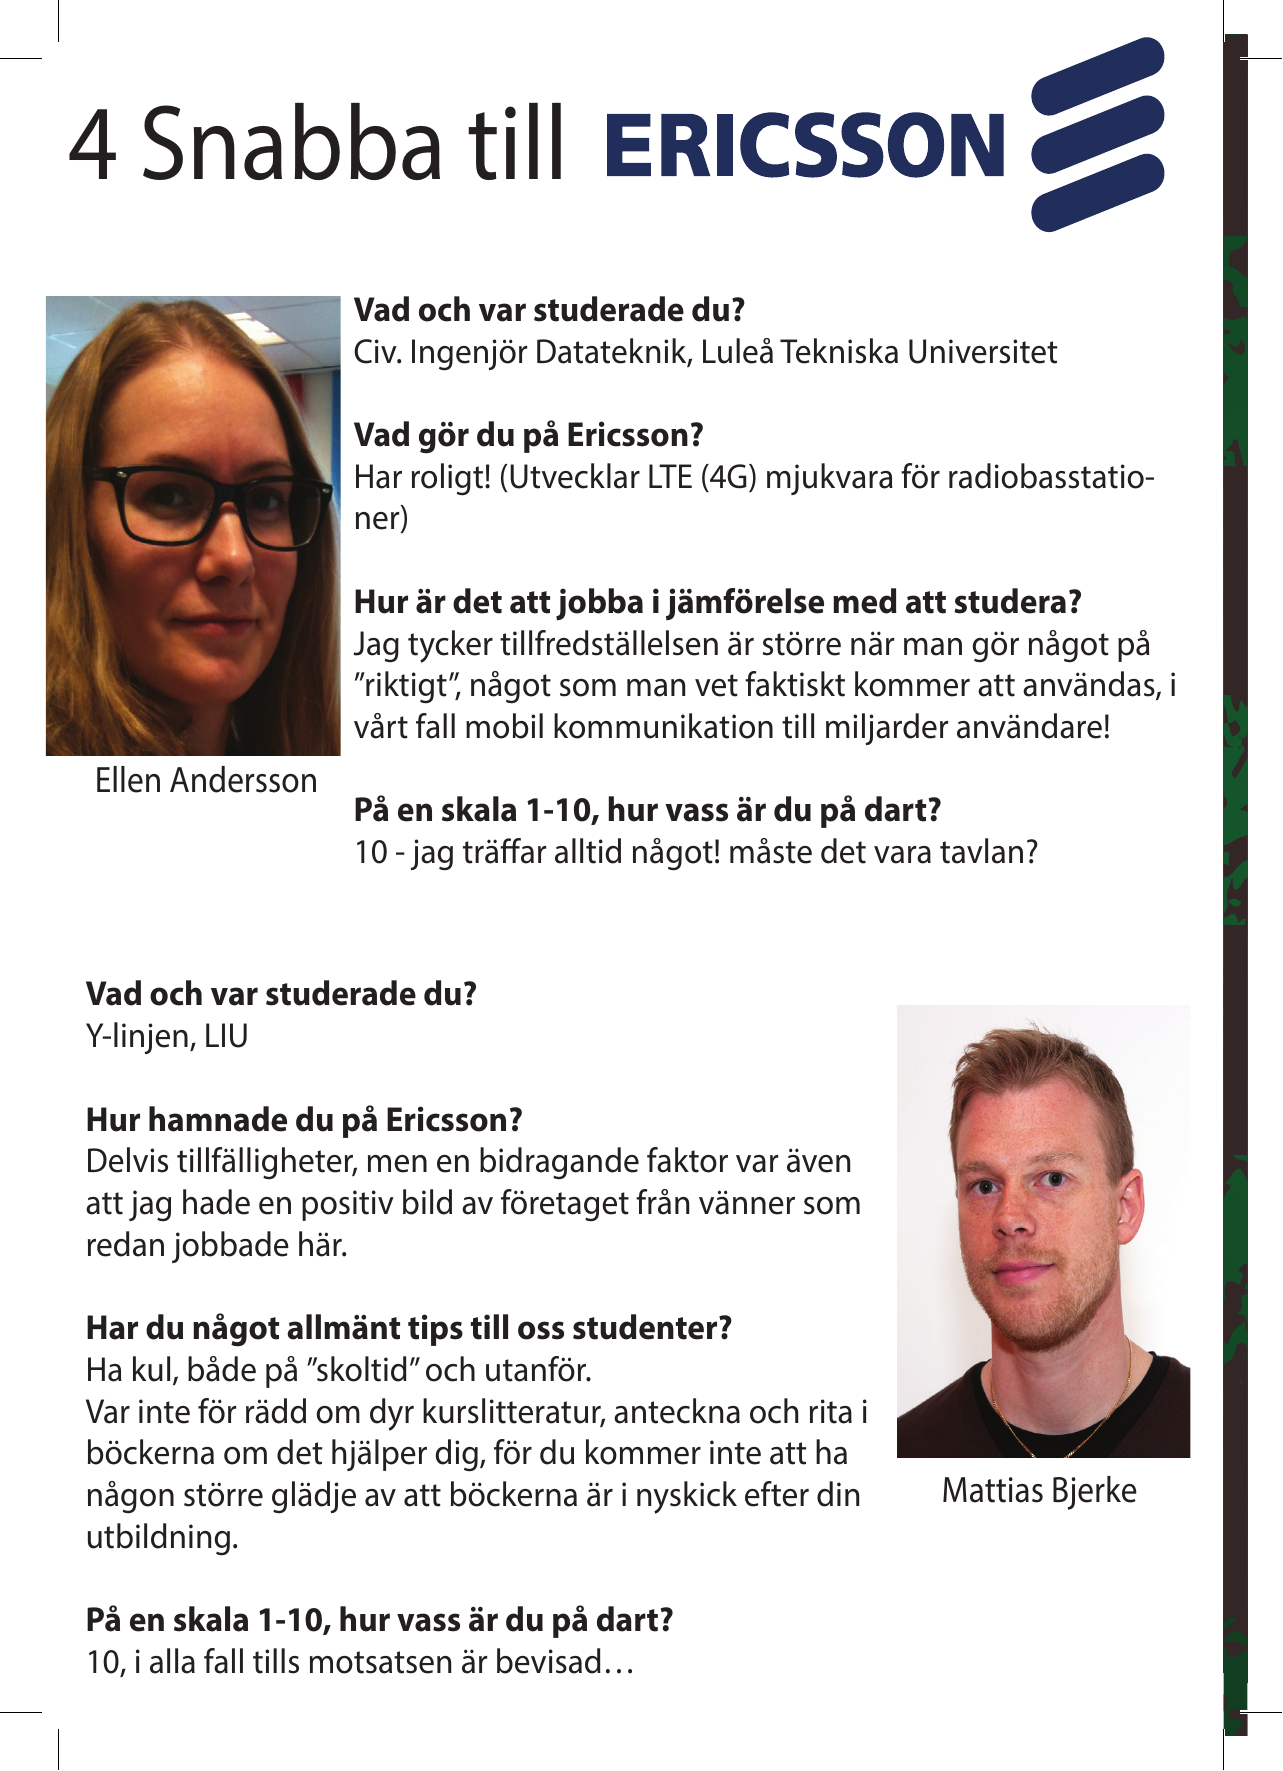 4 Snabba till ERICSSON
Vad och var studerade du?
Civ. Ingenjör Datateknik, Luleå Tekniska Universitet
Vad gör du på Ericsson?
Har roligt! (Utvecklar LTE (4G) mjukvara för radiobasstatio-
ner)
Hur är det att jobba i jämförelse med att studera?
Jag tycker tillfredställelsen är större när man gör något på
”riktigt”, något som man vet faktiskt kommer att användas, i
vårt fall mobil kommunikation till miljarder användare!
På en skala 1-10, hur vass är du på dart?
10 - jag träffar alltid något! måste det vara tavlan?
Ellen Andersson
Vad och var studerade du?
Y-linjen, LIU
Hur hamnade du på Ericsson?
Delvis tillfälligheter, men en bidragande faktor var även
att jag hade en positiv bild av företaget från vänner som
redan jobbade här.
Har du något allmänt tips till oss studenter?
Ha kul, både på ”skoltid” och utanför.
Var inte för rädd om dyr kurslitteratur, anteckna och rita i
böckerna om det hjälper dig, för du kommer inte att ha
någon större glädje av att böckerna är i nyskick efter din
utbildning.
På en skala 1-10, hur vass är du på dart?
10, i alla fall tills motsatsen är bevisad…
Mattias Bjerke